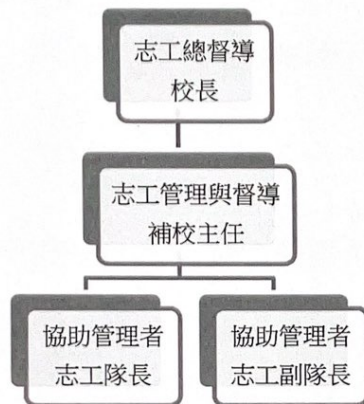 志工總督導
校長
志工管理與督導
補校主任
協助管理者
志工隊長
協助管理者
志工副隊長